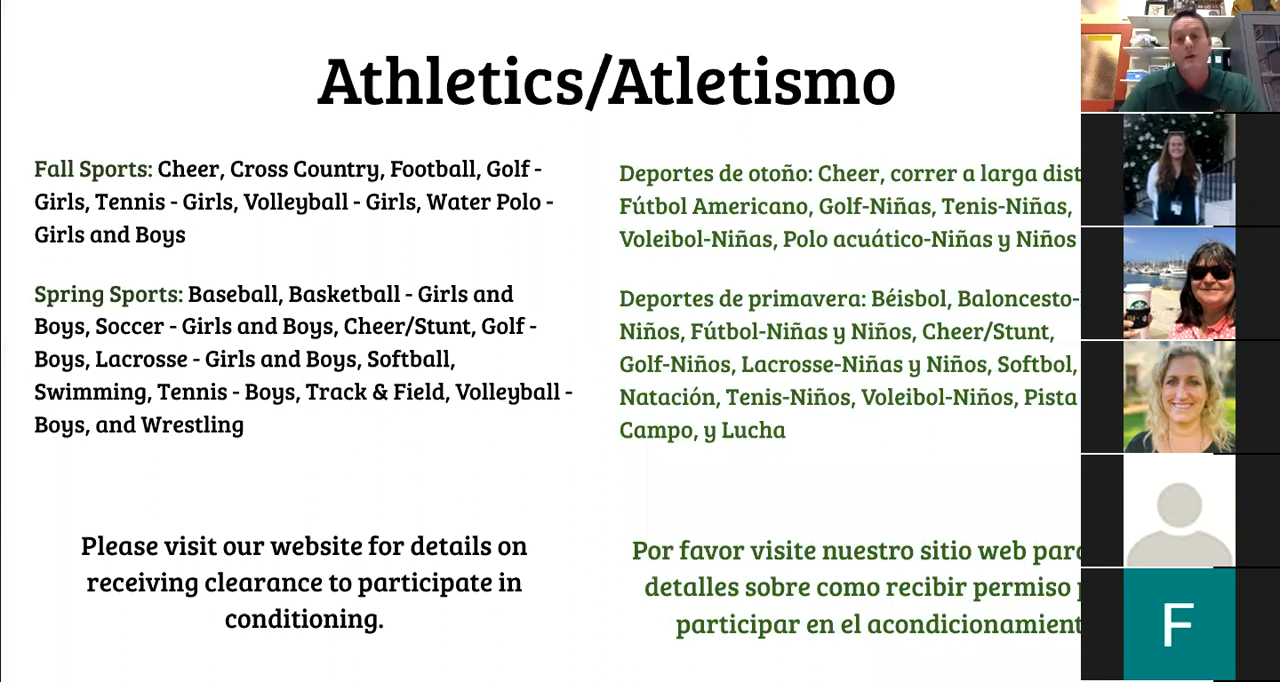 Athletics/Atletismo
Fall Sports: Cheer, Cross Country, Football, Golf -
Girls, Tennis - Girls, Volleyball - Girls, Water Polo -
Girls and Boys
Spring Sports: Baseball, Basketball - Girls and
Boys, Soccer - Girls and Boys, Cheer/Stunt, Golf -
Boys, Lacrosse - Girls and Boys, Softball,
Swimming, Tennis - Boys, Track & Field, Volleyball -
Boys, and Wrestling
Please visit our website for details on
receiving clearance to participate in
conditioning.
Deportes de otoño: Cheer, correr a larga dist
Fútbol Americano, Golf-Niñas, Tenis-Niñas,
Voleibol-Niñas, Polo acuático-Niñas y Niños
Deportes de primavera: Béisbol, Baloncesto-
Niños, Fútbol-Niñas y Niños, Cheer/Stunt,
Golf-Niños, Lacrosse-Niñas y Niños, Softbol,
Natación, Tenis-Niños, Voleibol-Niños, Pista
Campo, y Lucha
Por favor visite nuestro sitio web para
detalles sobre como recibir permiso
participar en el acondicionamient
F